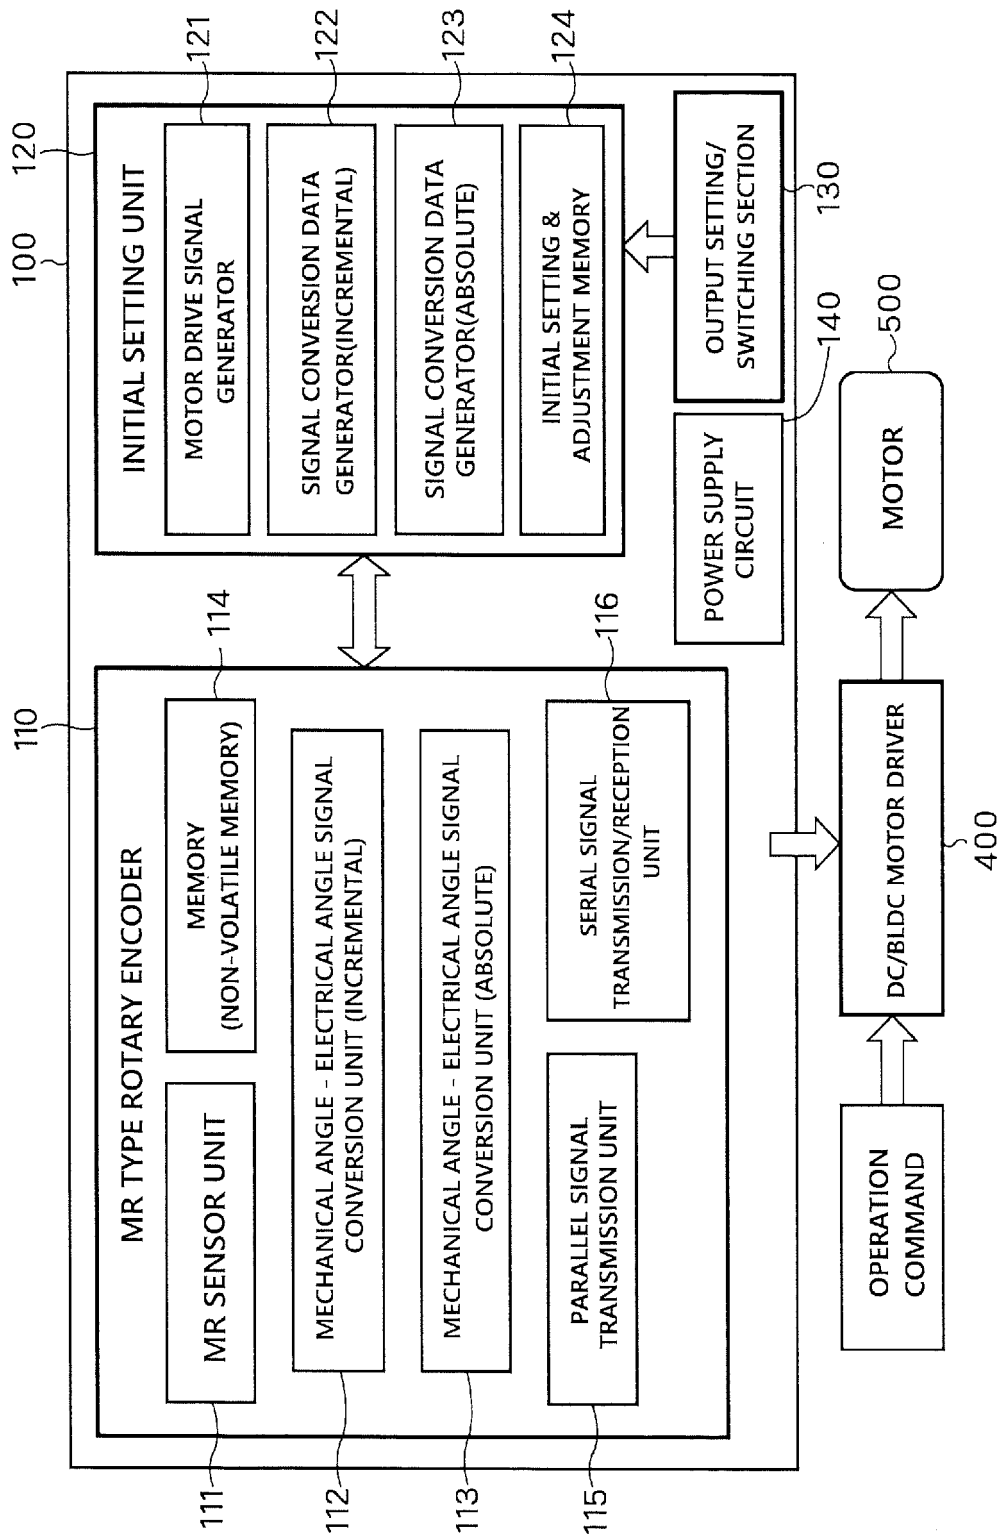 100
110
MR TYPE ROTARY ENCODER
111
MR SENSOR UNIT
MEMORY
(NON-VOLATILE MEMORY)
114
112
MECHANICAL ANGLE - ELECTRICAL ANGLE SIGNAL
CONVERSION UNIT (INCREMENTAL)
113
MECHANICAL ANGLE - ELECTRICAL ANGLE SIGNAL
CONVERSION UNIT (ABSOLUTE)
115
PARALLEL SIGNAL
TRANSMISSION UNIT
SERIAL SIGNAL
TRANSMISSION/RECEPTION
UNIT
116
120
INITIAL SETTING UNIT
MOTOR DRIVE SIGNAL
GENERATOR
121
SIGNAL CONVERSION DATA
GENERATOR(INCREMENTAL)
122
SIGNAL CONVERSION DATA
GENERATOR(ABSOLUTE)
123
INITIAL SETTING &
ADJUSTMENT MEMORY
124
POWER SUPPLY
CIRCUIT
140
OUTPUT SETTING/
SWITCHING SECTION
130
OPERATION
COMMAND
DC/BLDC MOTOR DRIVER
400
MOTOR
500